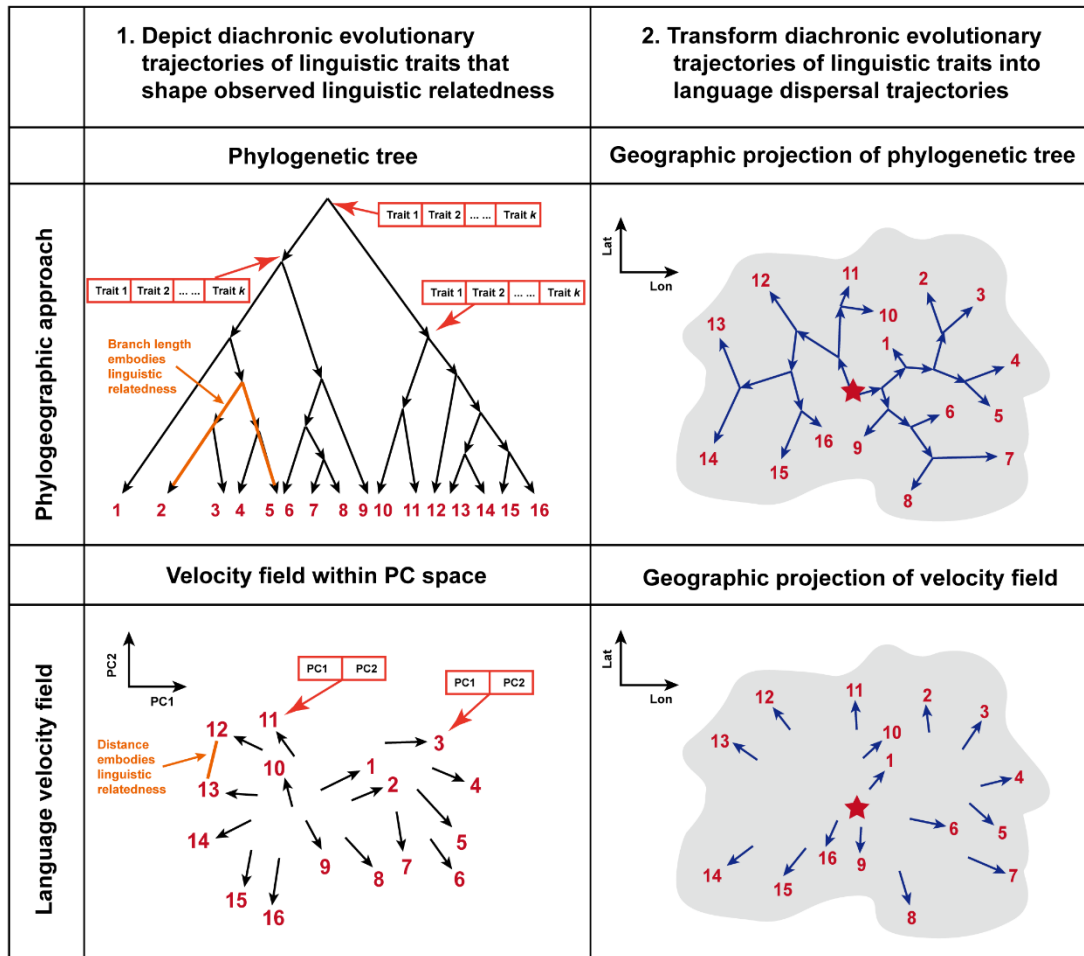 1. Depict diachronic evolutionary
trajectories of linguistic traits that
shape observed linguistic relatedness
2. Transform diachronic evolutionary
trajectories of linguistic traits into
language dispersal trajectories
Phylogenetic tree
Geographic projection of phylogenetic tree
Phylogeographic approach
Trait 1 Trait 2 ... ... Trait k
Trait 1 Trait 2 ... ... Trait k
Trait 1 Trait 2 ... ... Trait k
Branch length
embodies
linguistic
relatedness
1 2 3 4 5 6 7 8 9 10 11 12 13 14 15 16
Lat
Lon
11
2
12
3
10
13
1
4
6
5
16
9
14
15
7
8
Velocity field within PC space
Geographic projection of velocity field
Language velocity field
PC2
PC1
PC1 PC2
PC1 PC2
11
12
3
Distance
embodies
linguistic
relatedness
10
1
2
4
13
14
5
9
7
8
6
15
16
Lat
Lon
12
11
2
3
10
13
1
4
6
5
16
9
14
15
7
8